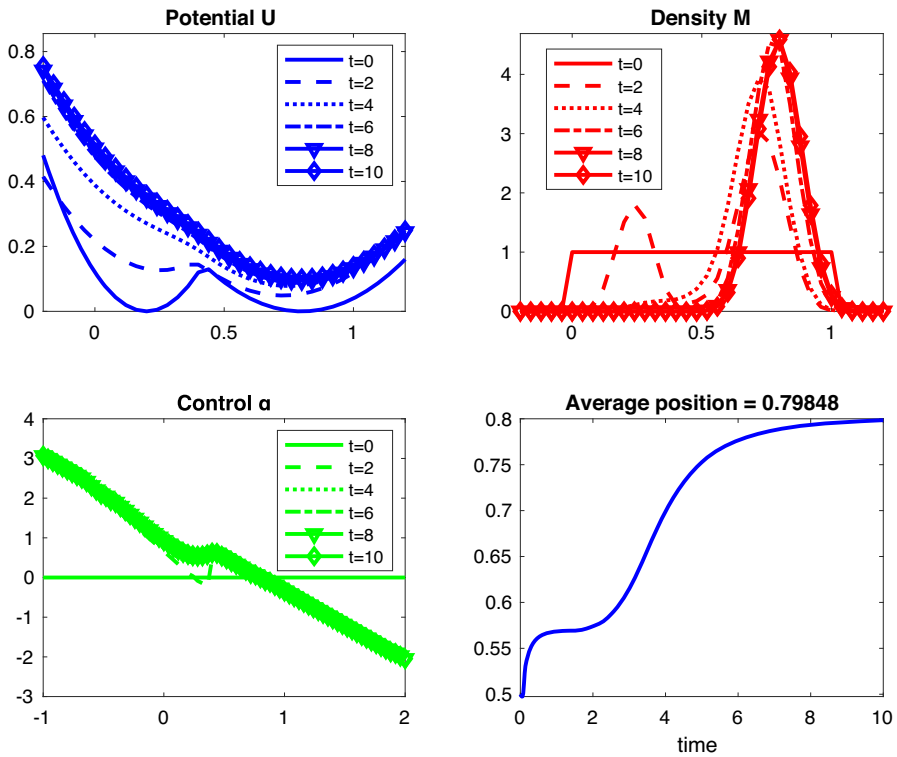 Potential U
0.8
0.6
0.4
0.2
0
0
0.5
1
t=0
t=2
t=4
t=6
t=8
t=10
Density M
4
3
2
1
0
0
0.5
1
t=0
t=2
t=4
t=6
t=8
t=10
Control α
4
3
2
1
0
-1
-2
-3
-1
0
1
2
t=0
t=2
t=4
t=6
t=8
t=10
Average position = 0.79848
0.8
0.75
0.7
0.65
0.6
0.55
0.5
0
2
4
6
8
10
time